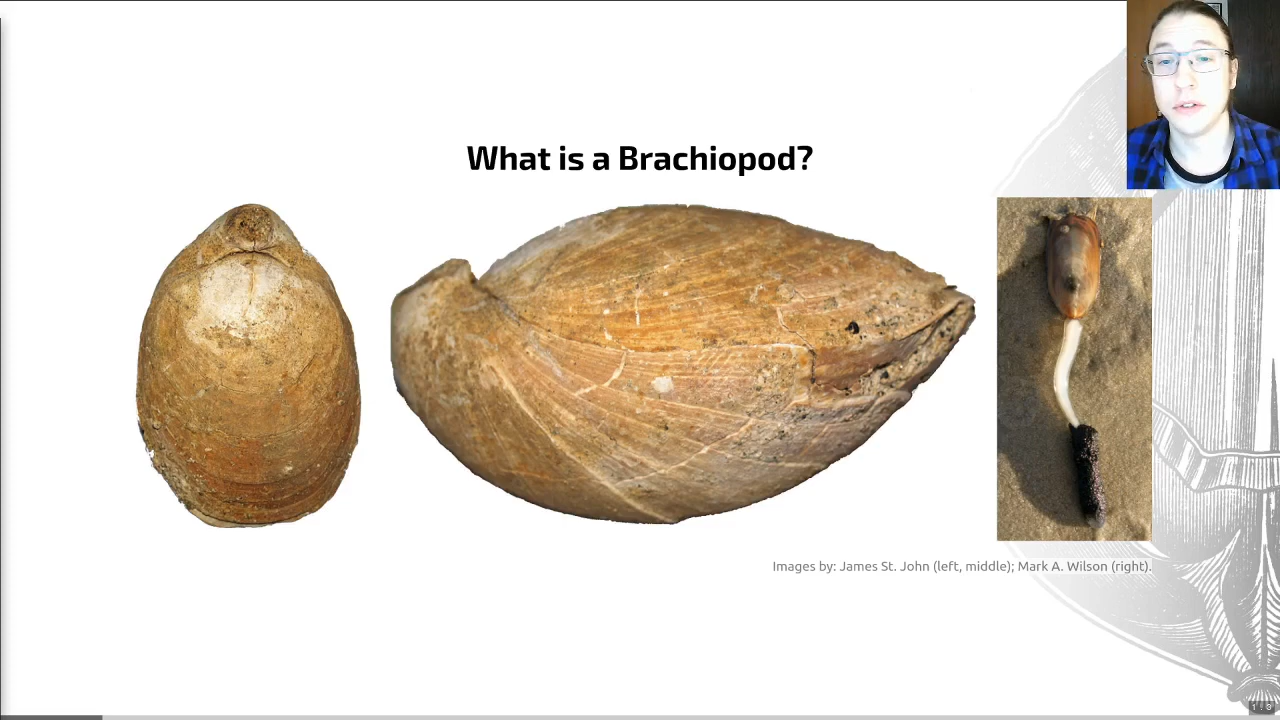 What is a Brachiopod?
Images by: James St. John (left, middle); Mark A. Wilson (right).